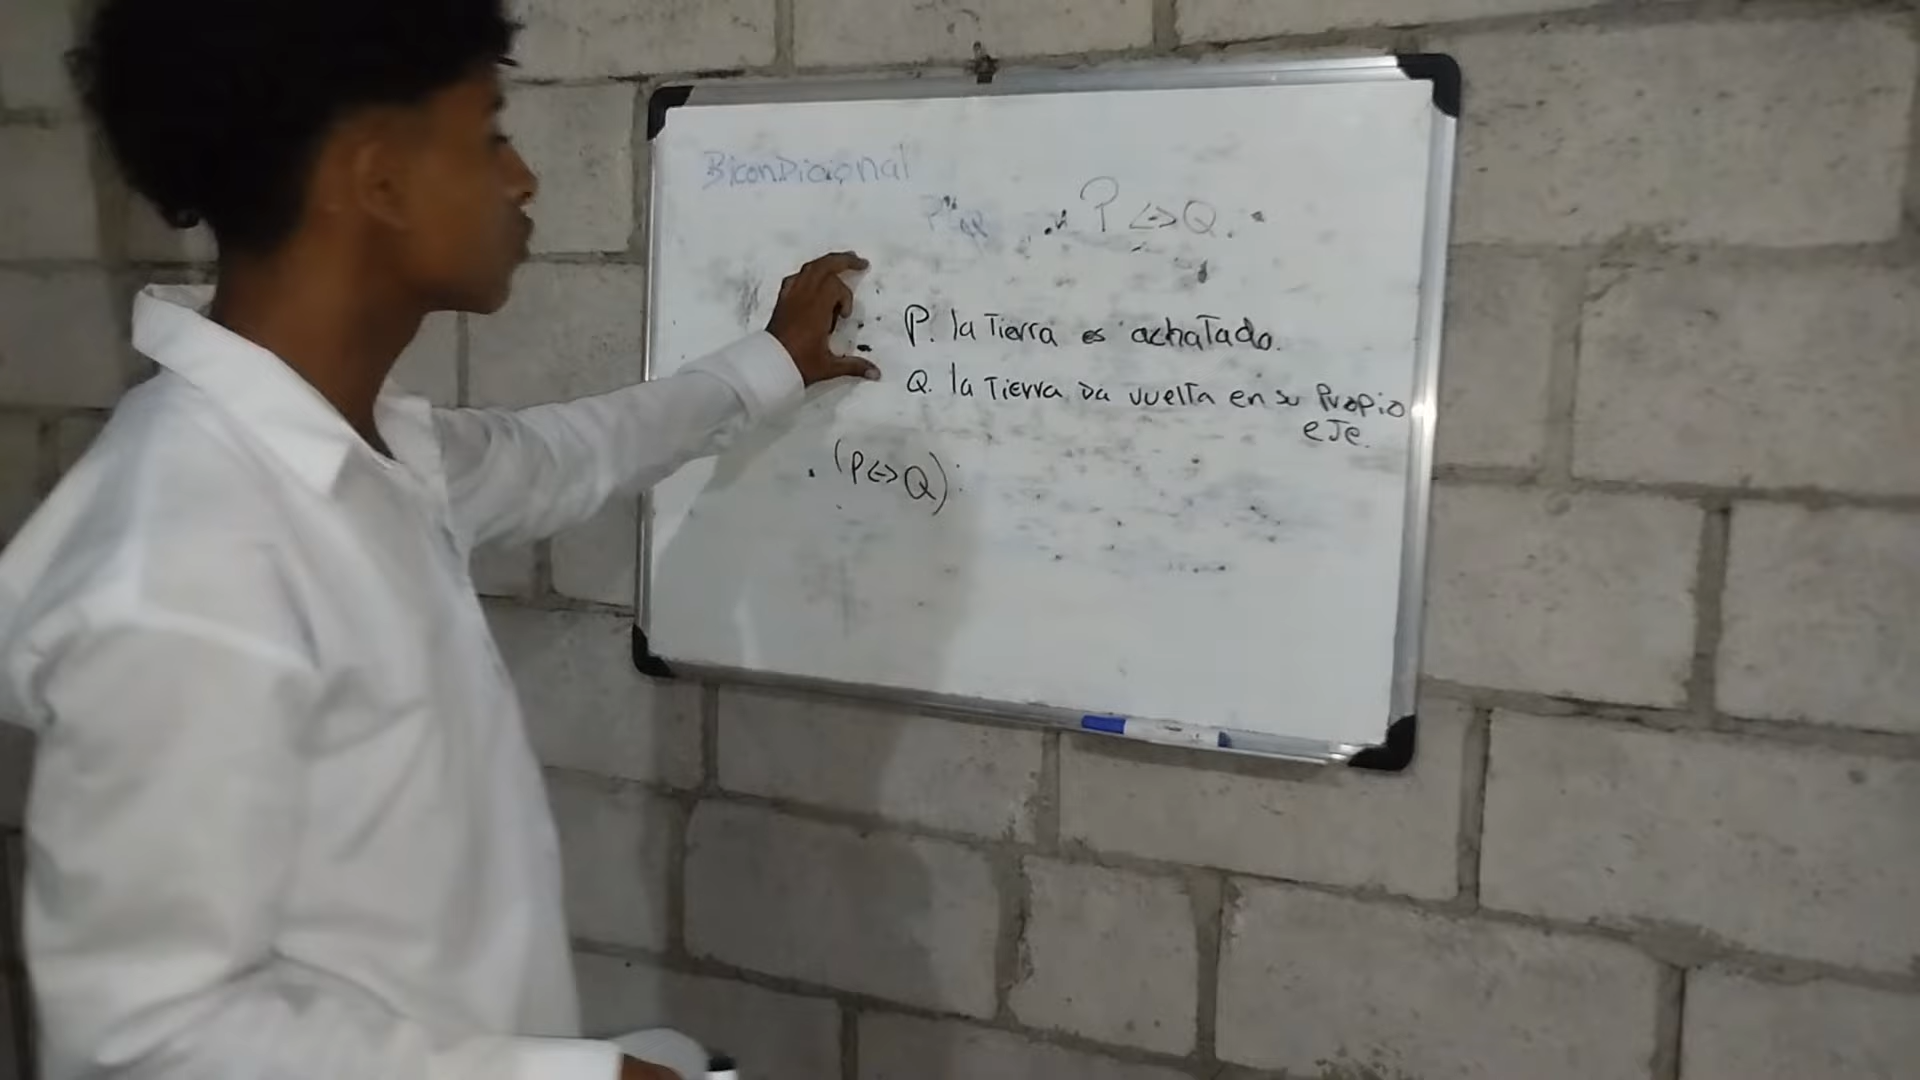 BiconDicional
P <-> Q.
P. la Tierra es achaTado.
Q. la Tierra Da vuelTa en su Propio
eJe.
. (P<->Q):